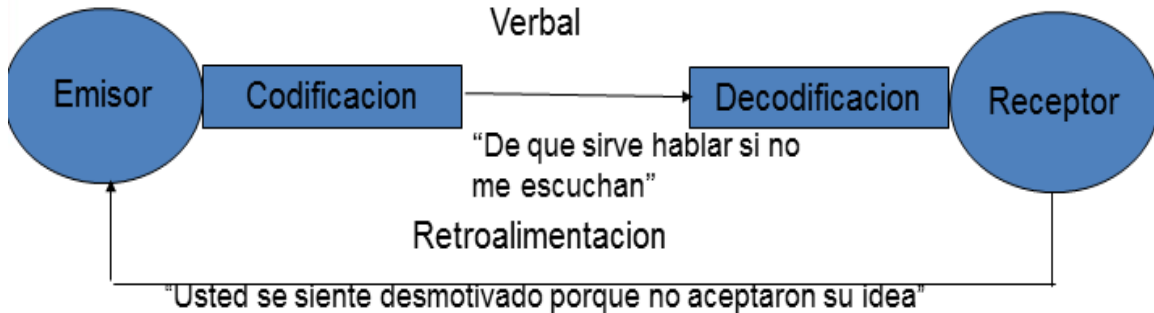 Verbal
Emisor
Codificacion
Decodificacion
Receptor
“De que sirve hablar si no
me escuchan”
Retroalimentacion
“Usted se siente desmotivado porque no aceptaron su idea”